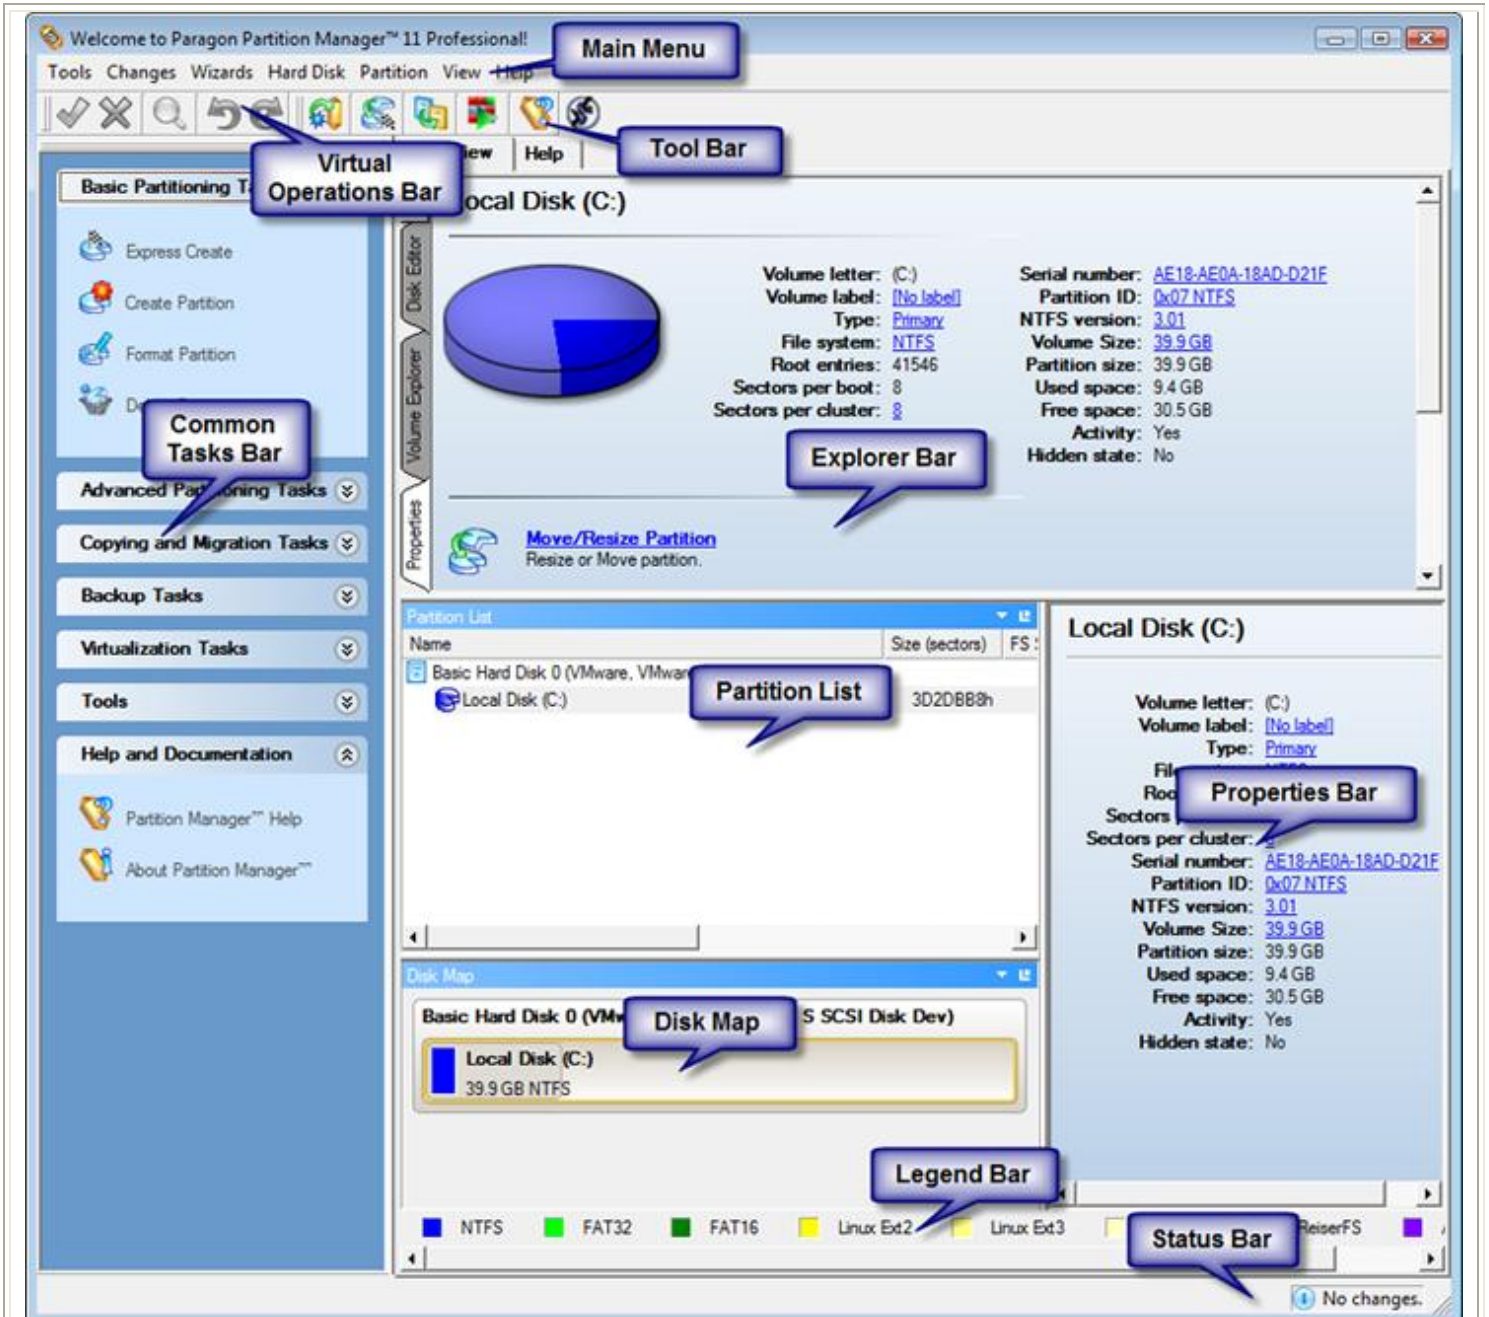 Welcome to Paragon Partition Manager™ 11 Professional!
Main Menu
Tools Changes Wizards Hard Disk Partition View Help
Tool Bar
Virtual
Operations Bar
Help
Basic Partitioning
Express Create
Create Partition
Format Partition
Common
Tasks Bar
Advanced Partitioning Tasks
Copying and Migration Tasks
Backup Tasks
Virtualization Tasks
Tools
Help and Documentation
Partition Manager™ Help
About Partition Manager™
Disk Editor
Volume Explorer
Properties
Local Disk (C:)
Volume letter: (C:)
Volume label: [No label]
Type: Primary
File system: NTFS
Root entries: 41546
Sectors per boot: 8
Sectors per cluster: 8
Serial number: AE18-AE0A-18AD-D21F
Partition ID: 0x07 NTFS
NTFS version: 3.01
Volume Size: 39.9 GB
Partition size: 39.9 GB
Used space: 9.4 GB
Free space: 30.5 GB
Activity: Yes
Hidden state: No
Explorer Bar
Move/Resize Partition
Resize or Move partition.
Partition List
Name Size (sectors) FS
Basic Hard Disk 0 (VMware, VMwar
Local Disk (C:) 3D2DBB8h
Partition List
Disk Map
Basic Hard Disk 0 (VMw S SCSI Disk Dev)
Disk Map
Local Disk (C:)
39.9 GB NTFS
Local Disk (C:)
Volume letter: (C:)
Volume label: [No label]
Type: Primary
Properties Bar
Sectors
Sectors per cluster:
Serial number: AE18-AE0A-18AD-D21F
Partition ID: 0x07 NTFS
NTFS version: 3.01
Volume Size: 39.9 GB
Partition size: 39.9 GB
Used space: 9.4 GB
Free space: 30.5 GB
Activity: Yes
Hidden state: No
Legend Bar
NTFS FAT32 FAT16 Linux Ext2 Linux Ext3 ReiserFS
Status Bar
No changes.